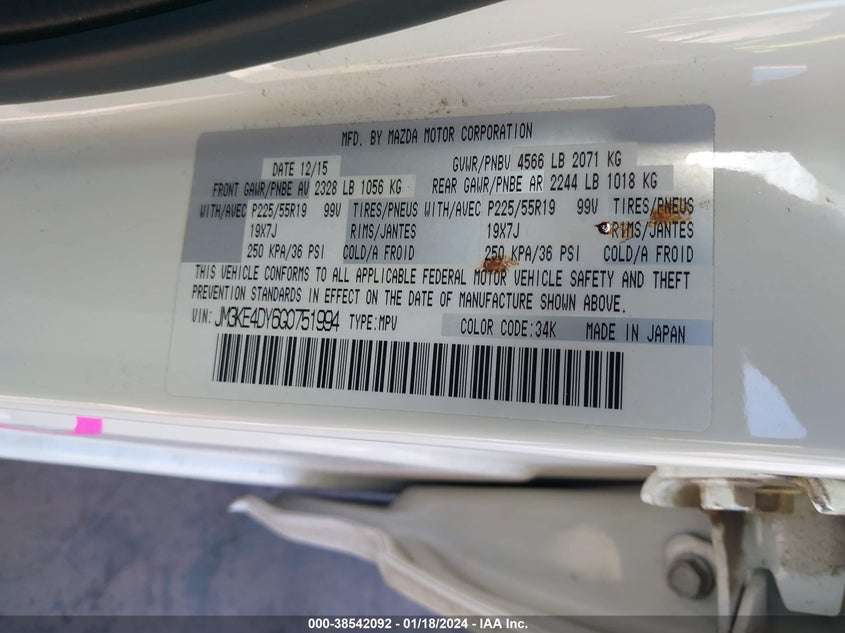 MFD. BY MAZDA MOTOR CORPORATION
DATE 12/15 GVWR/PNBV 4566 LB 2071 KG
FRONT GAWR/PNBE AV 2328 LB 1056 KG REAR GAWR/PNBE AR 2244 LB 1018 KG
WITH/AVEC P225/55R19 99V TIRES/PNEUS WITH/AVEC P225/55R19 99V TIRES/PNEUS
19X7J RIMS/JANTES 19X7J RIMS/JANTES
250 KPA/36 PSI COLD/A FROID 250 KPA/36 PSI COLD/A FROID
THIS VEHICLE CONFORMS TO ALL APPLICABLE FEDERAL MOTOR VEHICLE SAFETY AND THEFT
PREVENTION STANDARDS IN EFFECT ON THE DATE OF MANUFACTURE SHOWN ABOVE.
VIN: JM3KE4DY6G0751994 TYPE:MPV COLOR CODE:34K MADE IN JAPAN
000-38542092 - 01/18/2024 - IAA Inc.